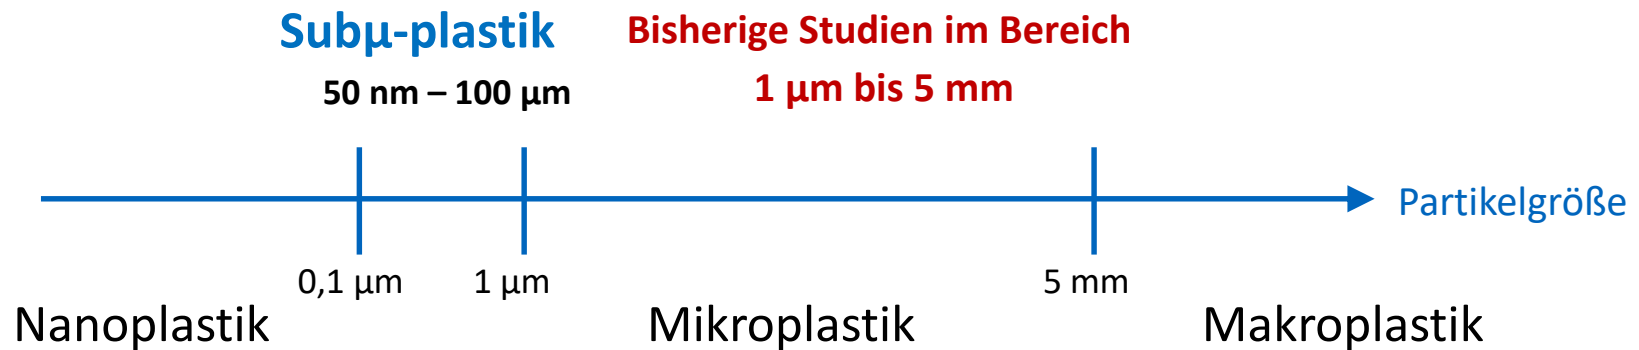 Subµ-plastik
50 nm – 100 µm
Bisherige Studien im Bereich
1 µm bis 5 mm
Partikelgröße
0,1 µm
1 µm
5 mm
Nanoplastik
Mikroplastik
Makroplastik